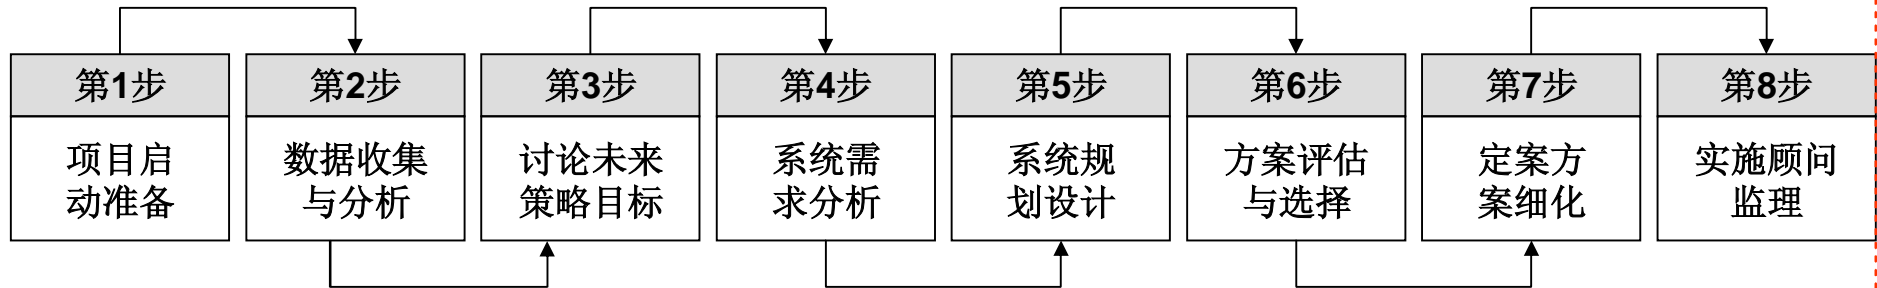 第1步
项目启
动准备
第2步
数据收集
与分析
第3步
讨论未来
策略目标
第4步
系统需
求分析
第5步
系统规
划设计
第6步
方案评估
与选择
第7步
定案方
案细化
第8步
实施顾问
监理